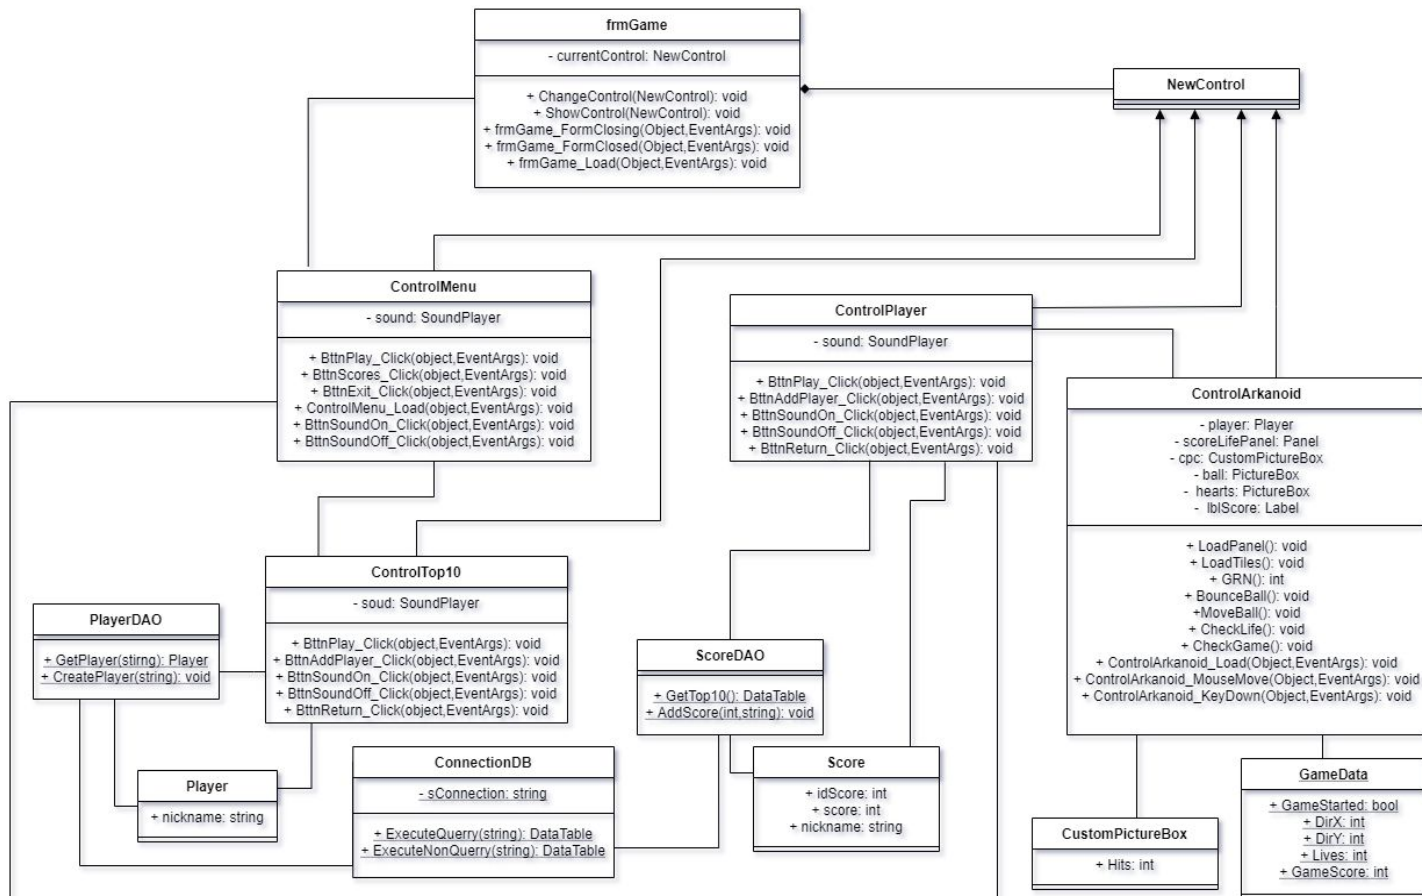 frmGame
- currentControl: NewControl
+ ChangeControl(NewControl): void
+ ShowControl(NewControl): void
+ frmGame_FormClosing(Object,EventArgs): void
+ frmGame_FormClosed(Object,EventArgs): void
+ frmGame_Load(Object,EventArgs): void
NewControl
ControlMenu
- sound: SoundPlayer
+ BttnPlay_Click(object,EventArgs): void
+ BttnScores_Click(object,EventArgs): void
+ BttnExit_Click(object,EventArgs): void
+ ControlMenu_Load(object,EventArgs): void
+ BttnSoundOn_Click(object,EventArgs): void
+ BttnSoundOff_Click(object,EventArgs): void
ControlPlayer
- sound: SoundPlayer
+ BttnPlay_Click(object,EventArgs): void
+ BttnAddPlayer_Click(object,EventArgs): void
+ BttnSoundOn_Click(object,EventArgs): void
+ BttnSoundOff_Click(object,EventArgs): void
+ BttnReturn_Click(object,EventArgs): void
ControlArkanoid
- player: Player
- scoreLifePanel: Panel
- cpc: CustomPictureBox
- ball: PictureBox
- hearts: PictureBox
- lblScore: Label
+ LoadPanel(): void
+ LoadTiles(): void
+ GRN(): int
+ BounceBall(): void
+MoveBall(): void
+ CheckLife(): void
+ CheckGame(): void
+ ControlArkanoid_Load(Object,EventArgs): void
+ ControlArkanoid_MouseMove(Object,EventArgs): void
+ ControlArkanoid_KeyDown(Object,EventArgs): void
ControlTop10
- soud: SoundPlayer
+ BttnPlay_Click(object,EventArgs): void
+ BttnAddPlayer_Click(object,EventArgs): void
+ BttnSoundOn_Click(object,EventArgs): void
+ BttnSoundOff_Click(object,EventArgs): void
+ BttnReturn_Click(object,EventArgs): void
PlayerDAO
+ GetPlayer(stirng): Player
+ CreatePlayer(string): void
ScoreDAO
+ GetTop10(): DataTable
+ AddScore(int,string): void
Player
+ nickname: string
ConnectionDB
- sConnection: string
+ ExecuteQuerry(string): DataTable
+ ExecuteNonQuerry(string): DataTable
Score
+ idScore: int
+ score: int
+ nickname: string
CustomPictureBox
+ Hits: int
GameData
+ GameStarted: bool
+ DirX: int
+ DirY: int
+ Lives: int
+ GameScore: int